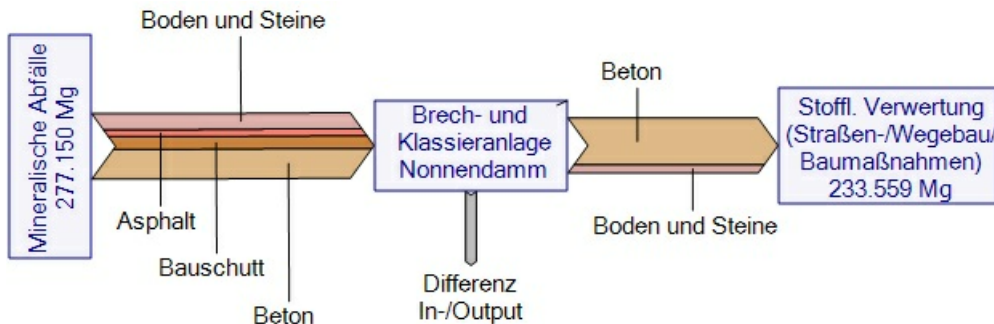 Boden und Steine
Mineralische Abfälle
277.150 Mg
Asphalt
Bauschutt
Beton
Brech- und
Klassieranlage
Nonnendamm
Differenz
In-/Output
Beton
Boden und Steine
Stoffl. Verwertung
(Straßen-/Wegebau/
Baumaßnahmen)
233.559 Mg